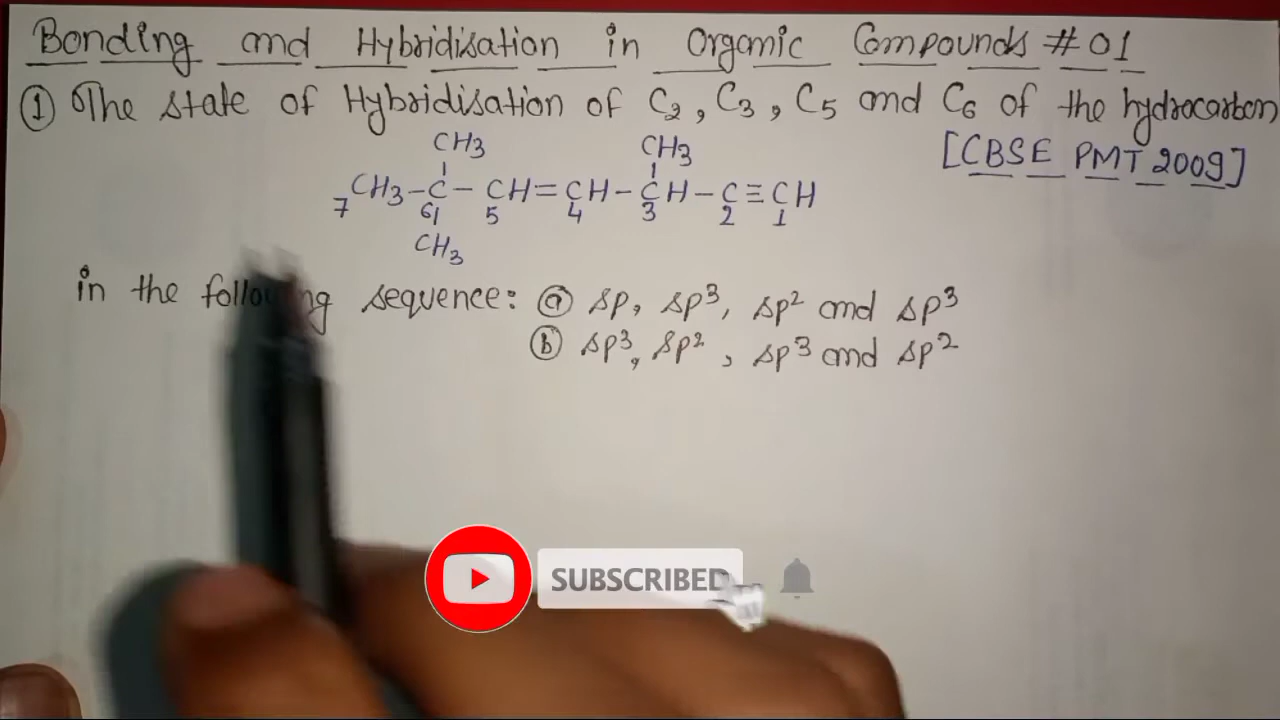 Bonding and Hybridisation in Organic Compounds # 01
① The state of Hybridisation of C₂, C₃, C₅ and C₆ of the hydrocarbon
[CBSE PMT 2009]
CH₃ CH₃
CH₃-C-CH=CH-CH-C≡CH
7 6 5 4 3 2 1
CH₃
in the following sequence: ⓐ sp, sp³, sp² and sp³
ⓑ sp³, sp², sp³ and sp²
SUBSCRIBED